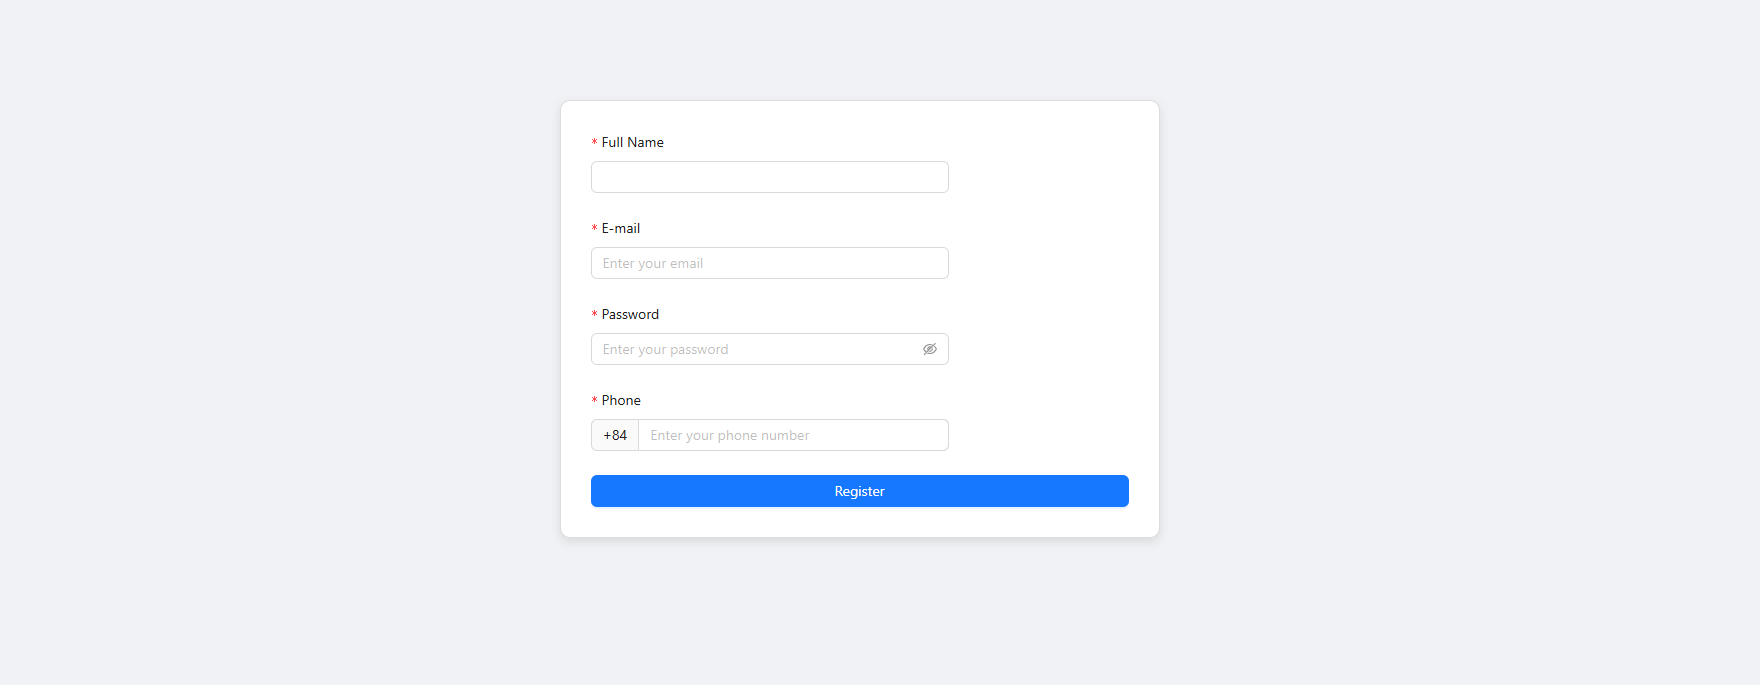 * Full Name
* E-mail
Enter your email
* Password
Enter your password
* Phone
+84 Enter your phone number
Register